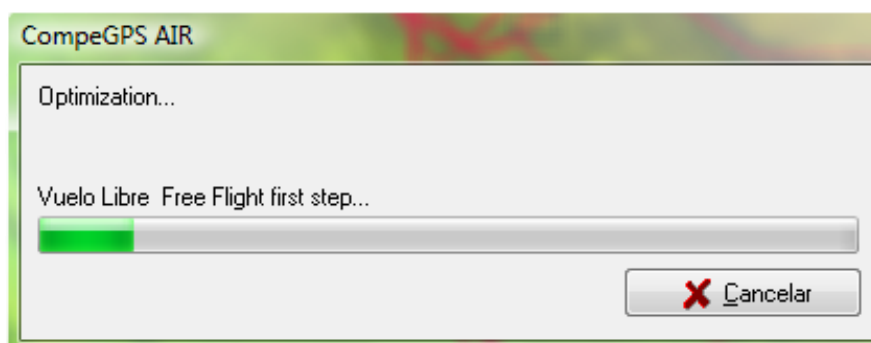 CompeGPS AIR
Optimization...
Vuelo Libre  Free Flight first step...
Cancelar